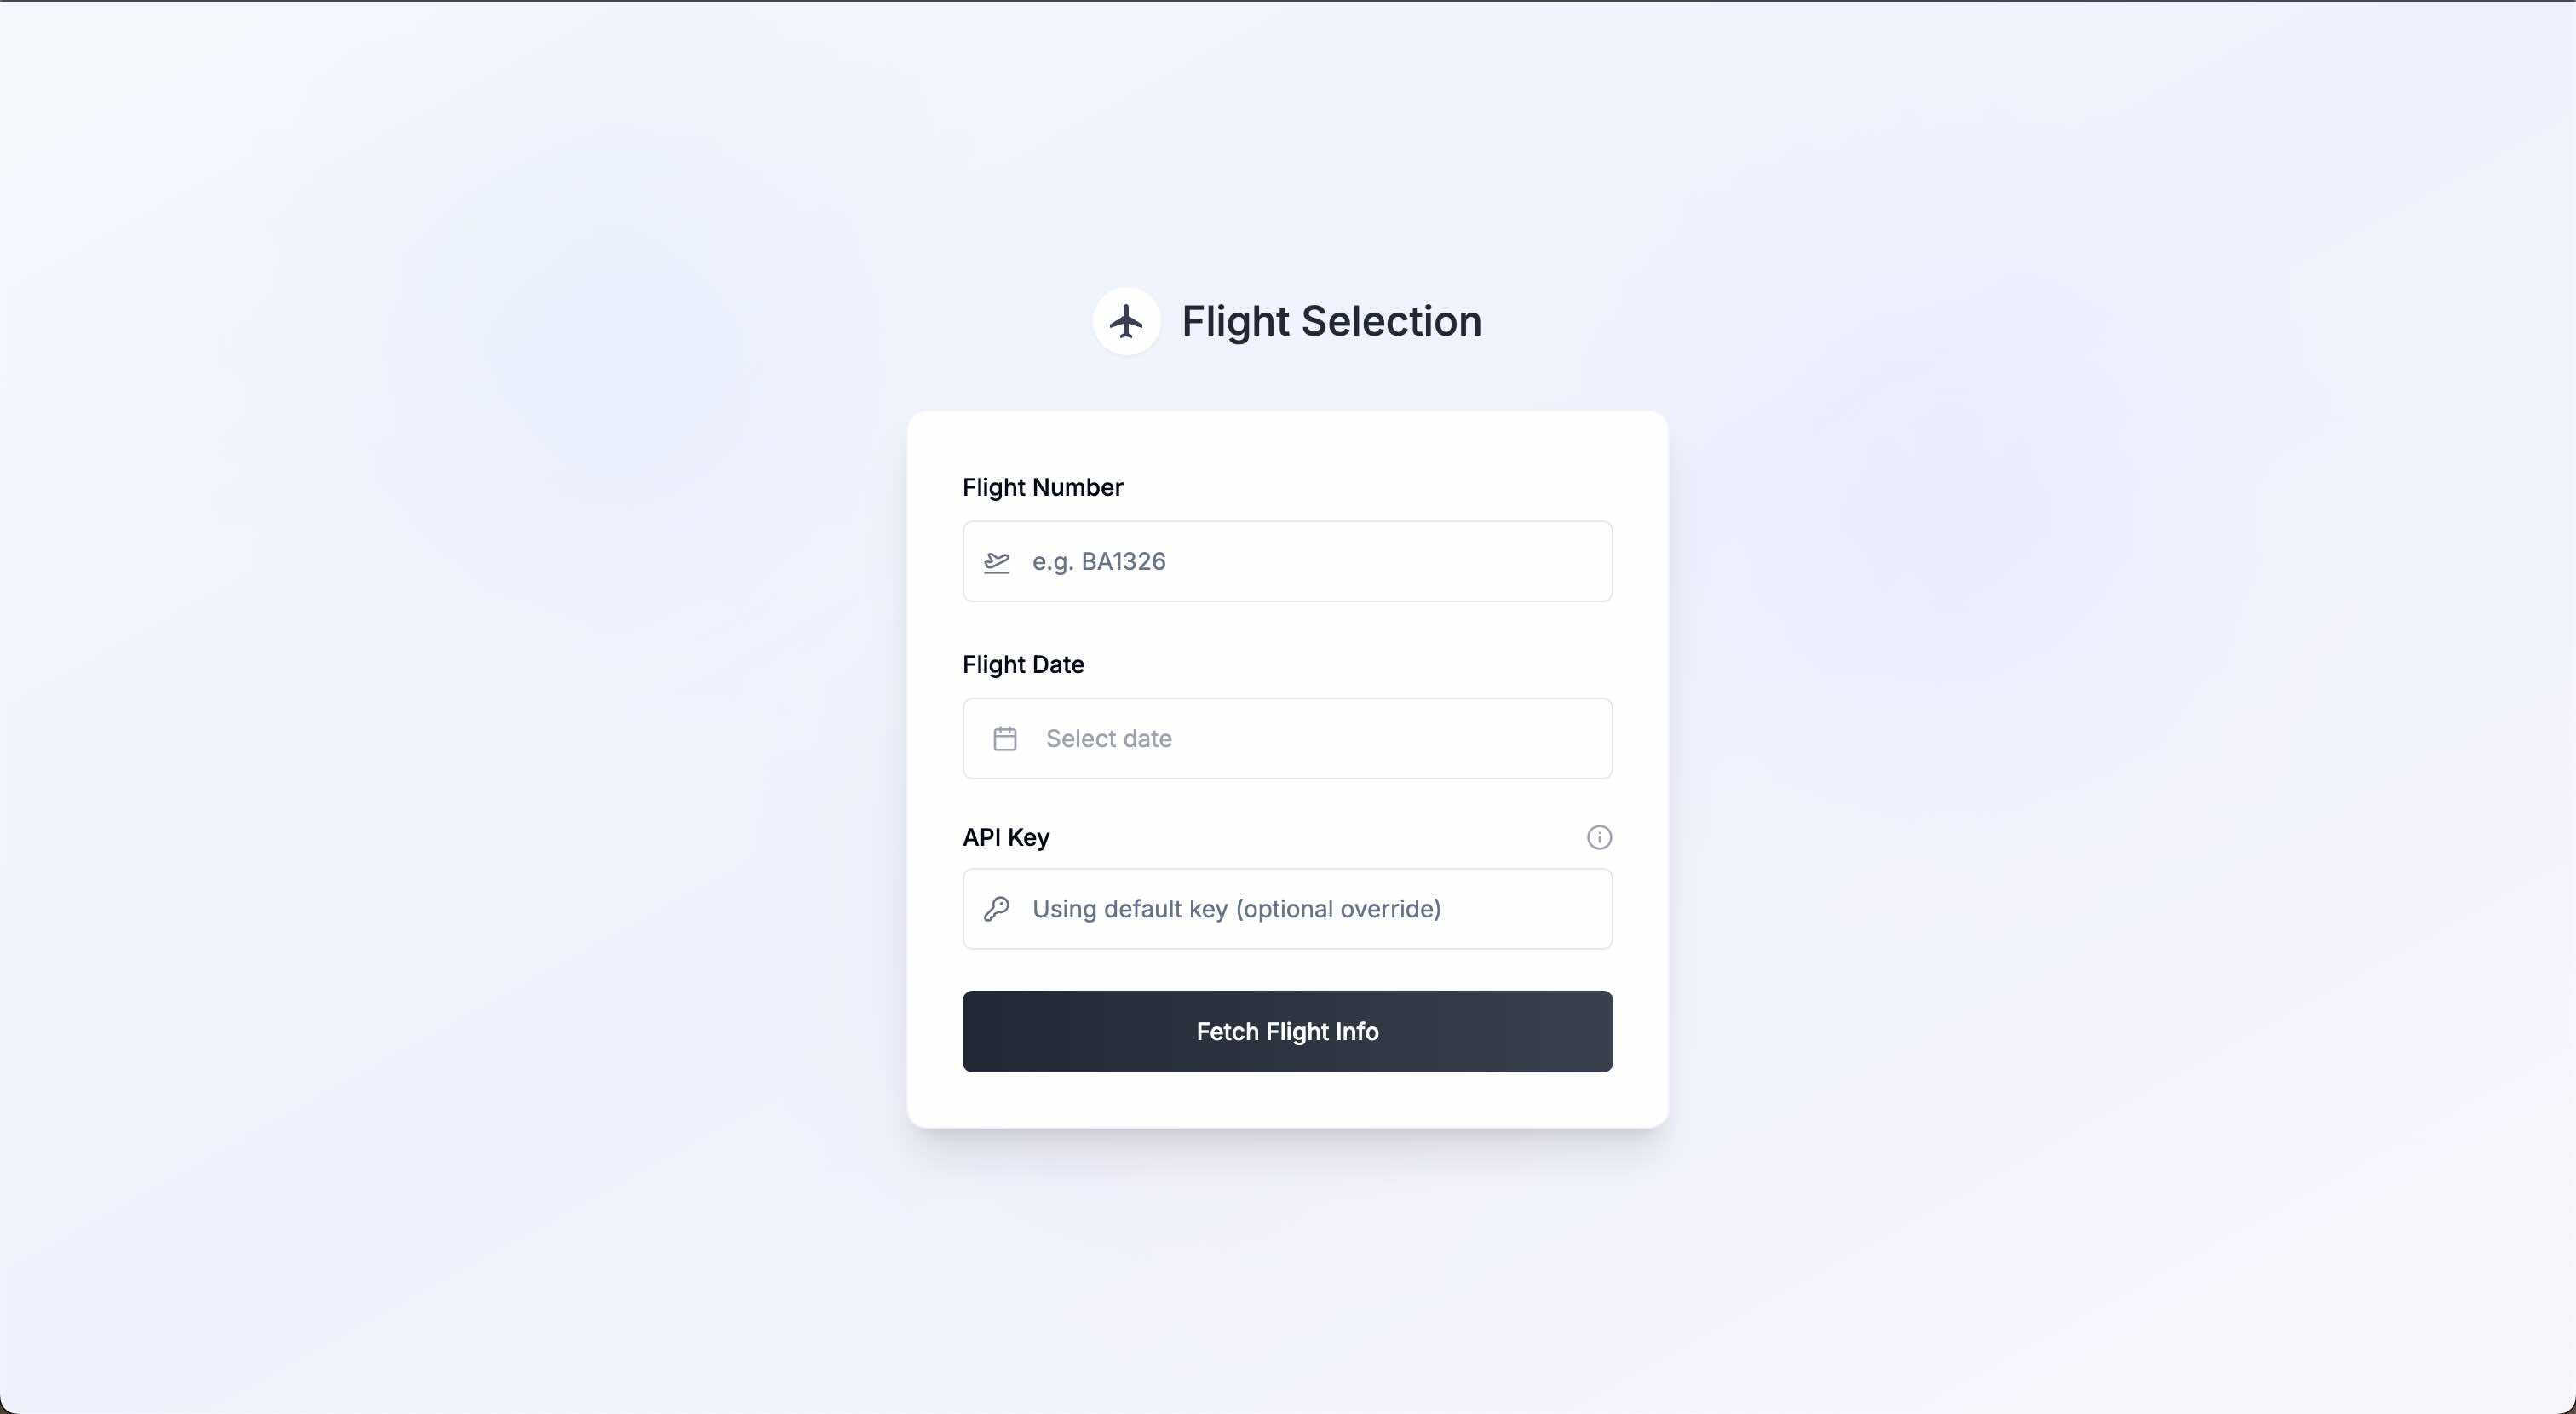 Flight Selection
Flight Number
e.g. BA1326
Flight Date
Select date
API Key
Using default key (optional override)
Fetch Flight Info